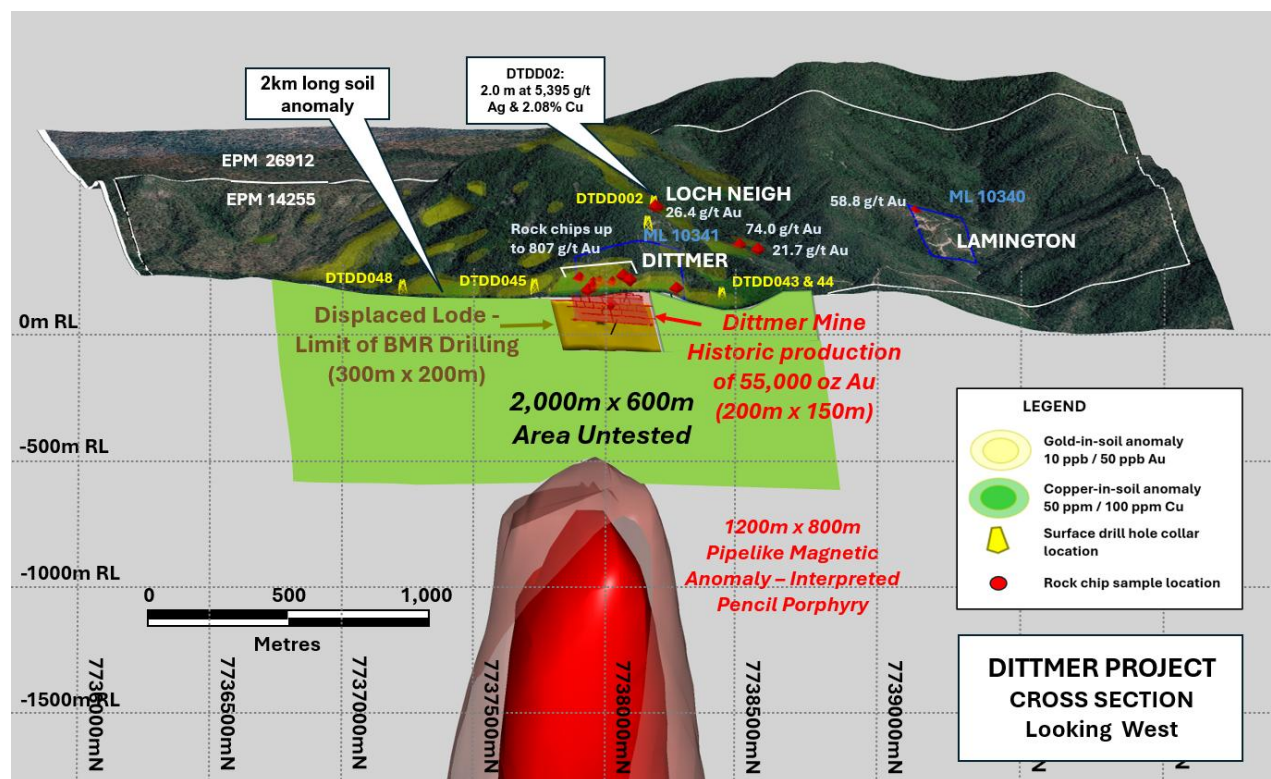 2km long soil
anomaly
DTDD02:
2.0 m at 5,395 g/t
Ag & 2.08% Cu
EPM 26912
EPM 14255
DTDD002
LOCH NEIGH
26.4 g/t Au
58.8 g/t Au
ML 10340
LAMINGTON
Rock chips up
to 807 g/t Au
ML 10341
74.0 g/t Au
21.7 g/t Au
DITTMER
DTDD048
DTDD045
DTDD043 & 44
0m RL
Displaced Lode -
Limit of BMR Drilling
(300m x 200m)
Dittmer Mine
Historic production
of 55,000 oz Au
(200m x 150m)
2,000m x 600m
Area Untested
-500m RL
LEGEND
Gold-in-soil anomaly
10 ppb / 50 ppb Au
Copper-in-soil anomaly
50 ppm / 100 ppm Cu
Surface drill hole collar
location
Rock chip sample location
1200m x 800m
Pipelike Magnetic
Anomaly – Interpreted
Pencil Porphyry
-1000m RL
0 500 1,000
Metres
-1500m RL
7736000mN
7736500mN
7737000mN
7737500mN
7738000mN
7738500mN
7739000mN
N
N
DITTMER PROJECT
CROSS SECTION
Looking West